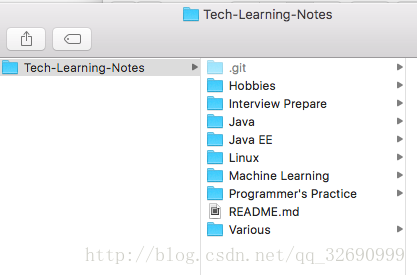 Tech-Learning-Notes
Tech-Learning-Notes
.git
Hobbies
Interview Prepare
Java
Java EE
Linux
Machine Learning
Programmer's Practice
README.md
Various
http://blog.csdn.net/qq_32690999